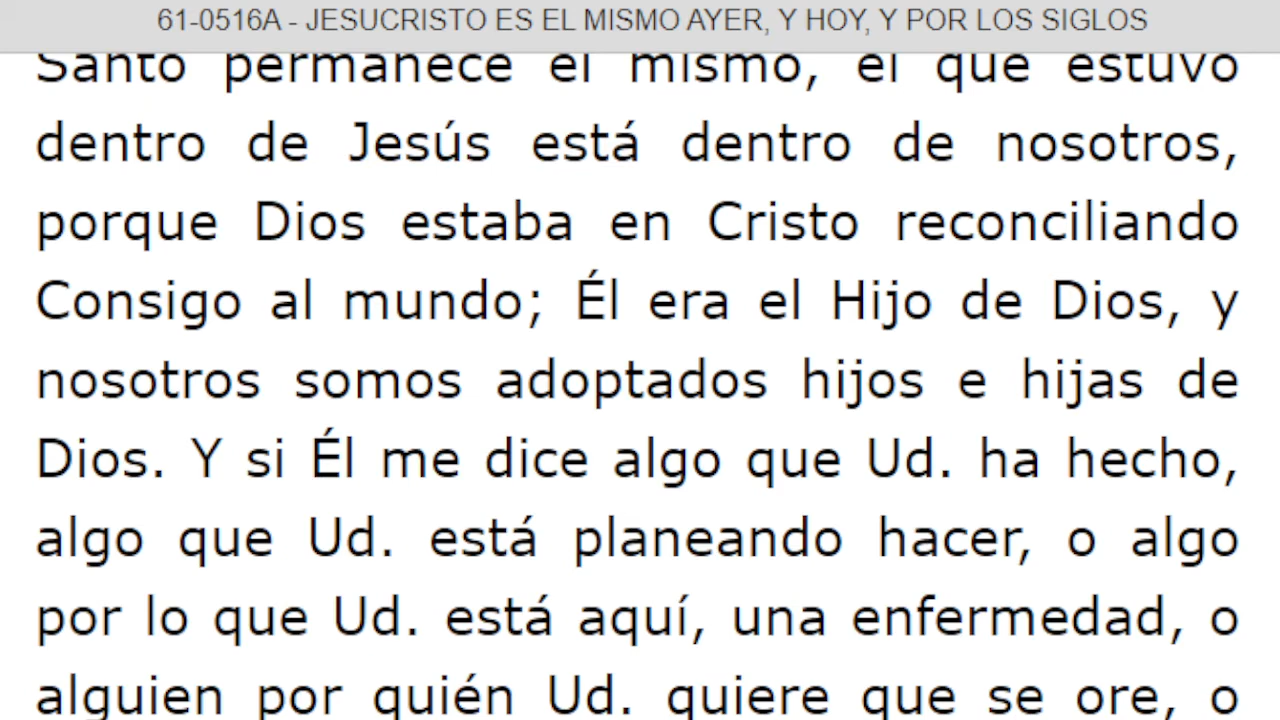 61-0516A - JESUCRISTO ES EL MISMO AYER, Y HOY, Y POR LOS SIGLOS
Santo permanece el mismo, el que estuvo
dentro de Jesús está dentro de nosotros,
porque Dios estaba en Cristo reconciliando
Consigo al mundo; Él era el Hijo de Dios, y
nosotros somos adoptados hijos e hijas de
Dios. Y si Él me dice algo que Ud. ha hecho,
algo que Ud. está planeando hacer, o algo
por lo que Ud. está aquí, una enfermedad, o
alguien por quién Ud. quiere que se ore, o